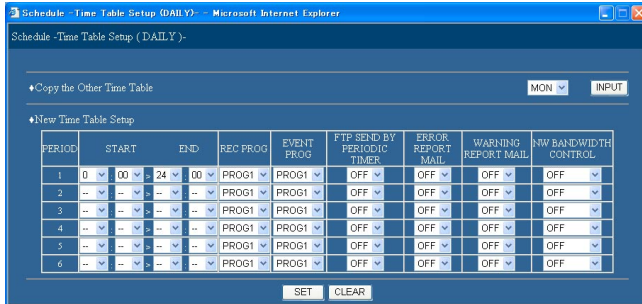 Schedule -Time Table Setup (DAILY)- - Microsoft Internet Explorer
Schedule -Time Table Setup ( DAILY )-
♦Copy the Other Time Table MON INPUT
♦New Time Table Setup
PERIOD START END REC PROG EVENT PROG FTP SEND BY PERIODIC TIMER ERROR REPORT MAIL WARNING REPORT MAIL NW BANDWIDTH CONTROL
1 0 : 00 > 24 : 00 PROG1 PROG1 OFF OFF OFF OFF
2 -- : -- > -- : -- PROG1 PROG1 OFF OFF OFF OFF
3 -- : -- > -- : -- PROG1 PROG1 OFF OFF OFF OFF
4 -- : -- > -- : -- PROG1 PROG1 OFF OFF OFF OFF
5 -- : -- > -- : -- PROG1 PROG1 OFF OFF OFF OFF
6 -- : -- > -- : -- PROG1 PROG1 OFF OFF OFF OFF
SET CLEAR